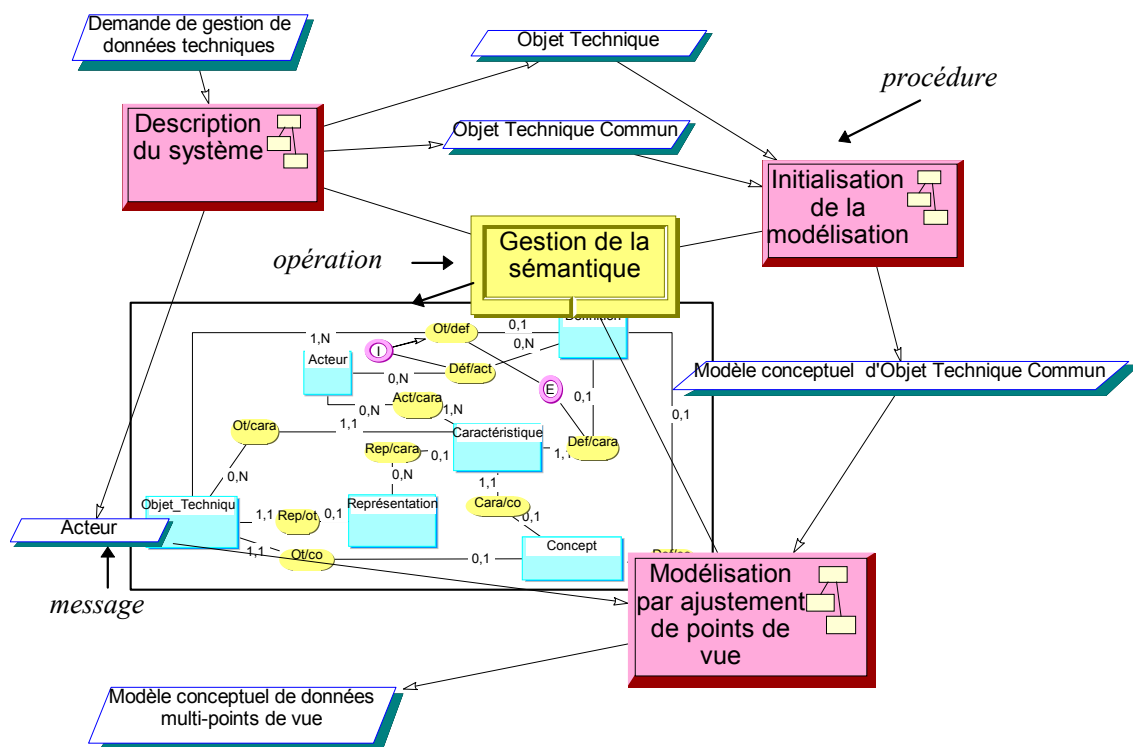 Demande de gestion de
données techniques
Objet Technique
procédure
Description
du système
Objet Technique Commun
Initialisation
de la
modélisation
Gestion de la
sémantique
opération
Définition
1,N
Ot/def
0,1
0,N
I
Acteur
Déf/act
0,N
E
Modèle conceptuel d'Objet Technique Commun
0,1
0,1
Act/cara
0,N
1,N
Ot/cara
1,1
Caractéristique
Rep/cara
0,1
1,1
Def/cara
0,N
0,N
1,1
Objet_Techniqu
Représentation
Cara/co
1,1
Rep/ot
0,1
0,1
Acteur
Concept
1,1
Ot/co
0,1
message
Modélisation
par ajustement
de points de
vue
Modèle conceptuel de données
multi-points de vue